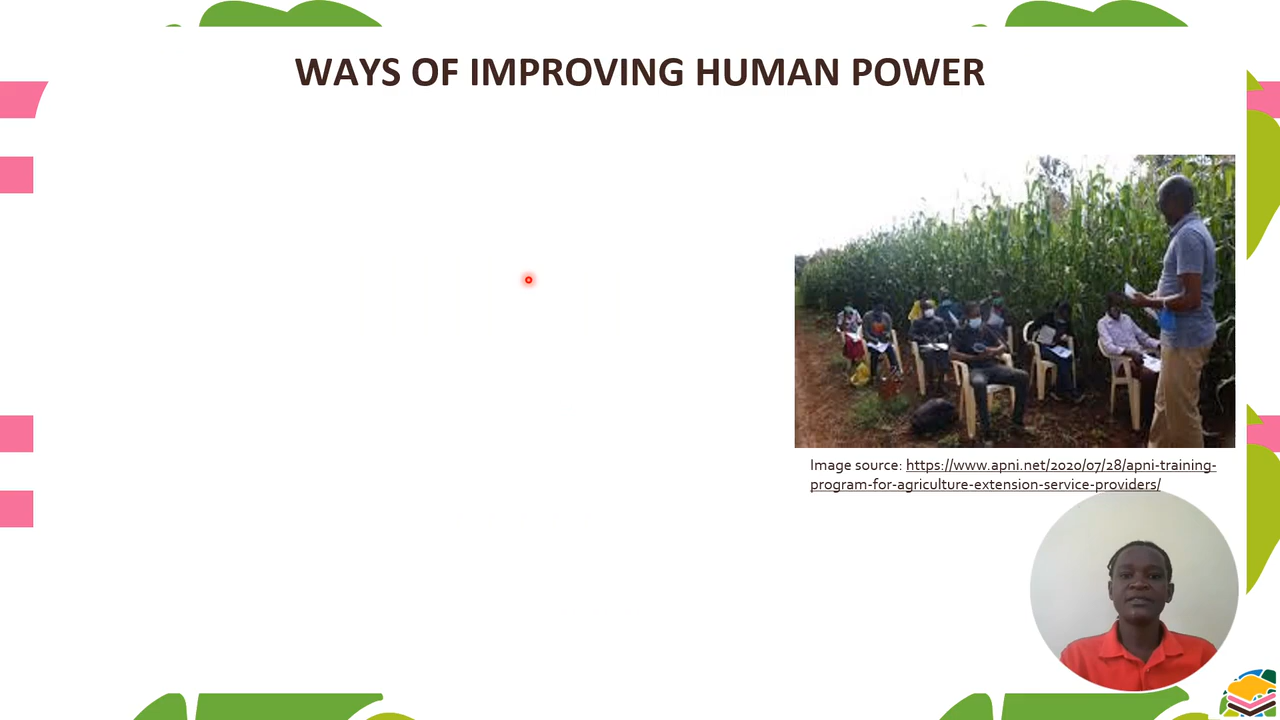 WAYS OF IMPROVING HUMAN POWER
Image source: https://www.apni.net/2020/07/28/apni-training-
program-for-agriculture-extension-service-providers/